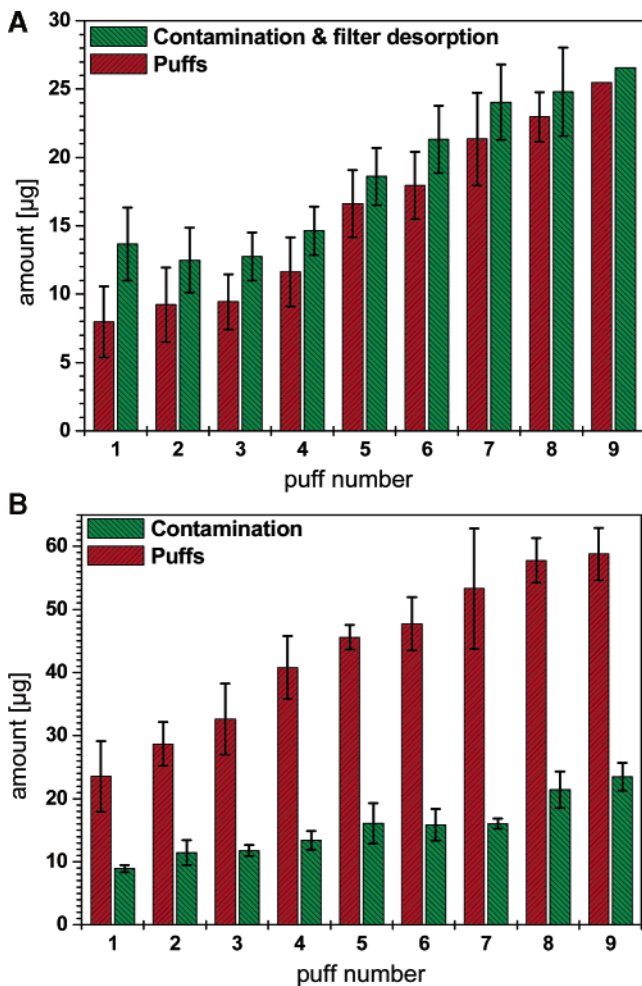 A
Contamination & filter desorption
Puffs
amount [µg]
30
25
20
15
10
5
0
1 2 3 4 5 6 7 8 9
puff number
B
Contamination
Puffs
amount [µg]
60
50
40
30
20
10
0
1 2 3 4 5 6 7 8 9
puff number